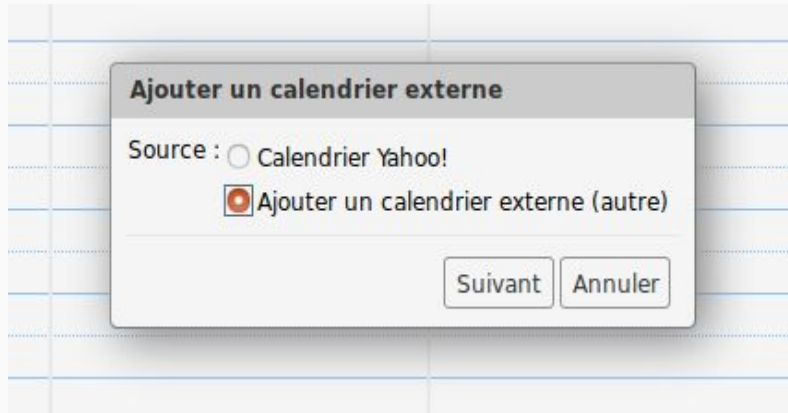 Ajouter un calendrier externe
Source : Calendrier Yahoo!
Ajouter un calendrier externe (autre)
Suivant Annuler